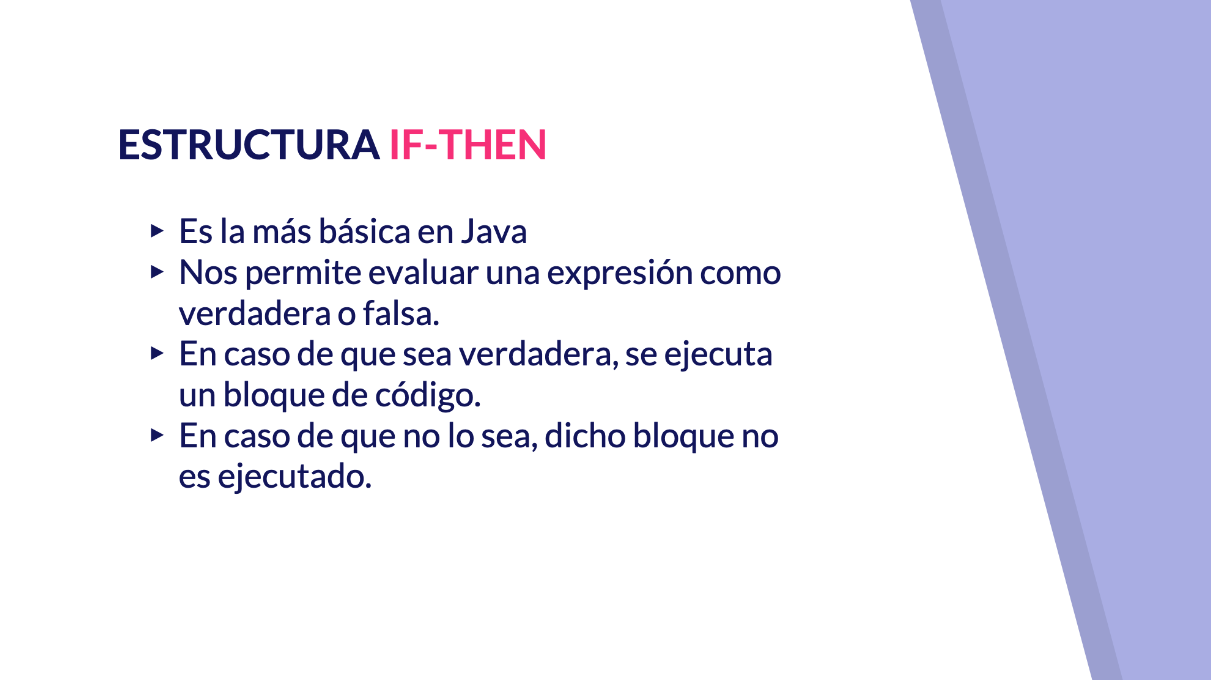 ESTRUCTURA IF-THEN
▸ Es la más básica en Java
▸ Nos permite evaluar una expresión como
verdadera o falsa.
▸ En caso de que sea verdadera, se ejecuta
un bloque de código.
▸ En caso de que no lo sea, dicho bloque no
es ejecutado.